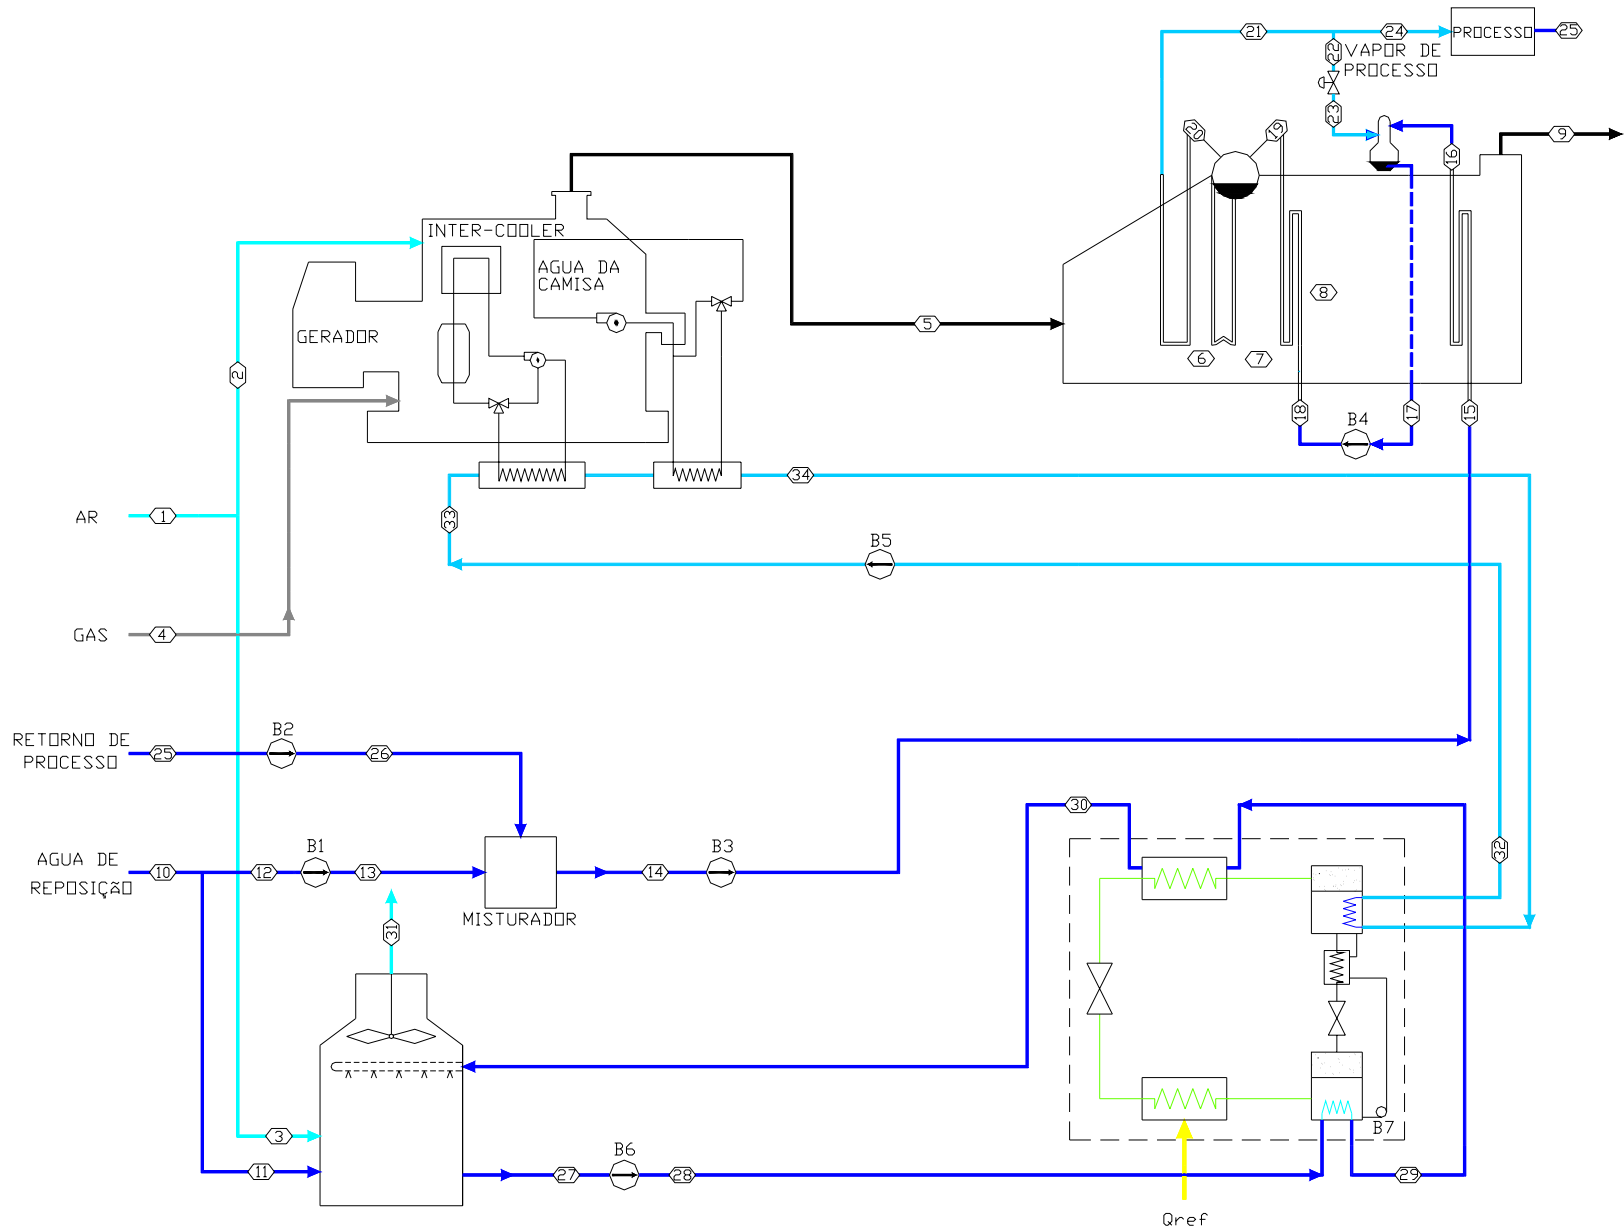 21
24
PROCESSO
25
22
VAPOR DE
PROCESSO
23
20
19
16
9
INTER-COOLER
AGUA DA
CAMISA
GERADOR
5
8
6
7
2
18
B4
17
15
34
33
AR
1
B5
GAS
4
B2
RETORNO DE
PROCESSO
25
26
30
AGUA DE
REPOSIÇÃO
10
12
B1
13
14
B3
32
MISTURADOR
31
3
B7
11
B6
27
28
29
Qref